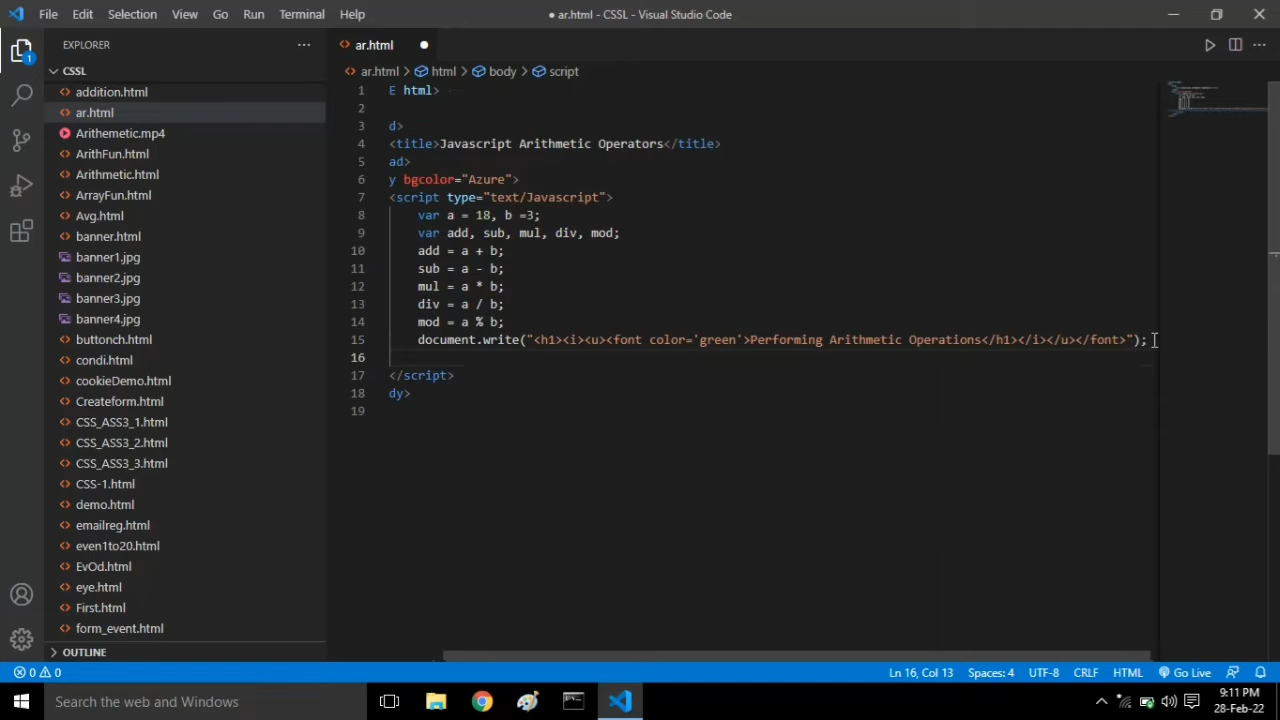 File Edit Selection View Go Run Terminal Help
● ar.html - CSSL - Visual Studio Code
EXPLORER
CSSL
addition.html
ar.html
Arithemetic.mp4
ArithFun.html
Arithmetic.html
ArrayFun.html
Avg.html
banner.html
banner1.jpg
banner2.jpg
banner3.jpg
banner4.jpg
buttonch.html
condi.html
cookieDemo.html
Createform.html
CSS_ASS3_1.html
CSS_ASS3_2.html
CSS_ASS3_3.html
CSS-1.html
demo.html
emailreg.html
even1to20.html
EvOd.html
eye.html
First.html
form_event.html
OUTLINE
1
ar.html
ar.html > html > body > script
1 E html>
2
3 d>
4 <title>Javascript Arithmetic Operators</title>
5 ad>
6 y bgcolor="Azure">
7 <script type="text/Javascript">
8 var a = 18, b =3;
9 var add, sub, mul, div, mod;
10 add = a + b;
11 sub = a - b;
12 mul = a * b;
13 div = a / b;
14 mod = a % b;
15 document.write("<h1><i><u><font color='green'>Performing Arithmetic Operations</h1></i></u></font>");
16
17 </script>
18 dy>
19
0 0
Ln 16, Col 13 Spaces: 4 UTF-8 CRLF HTML Go Live
Search the web and Windows
9:11 PM
28-Feb-22